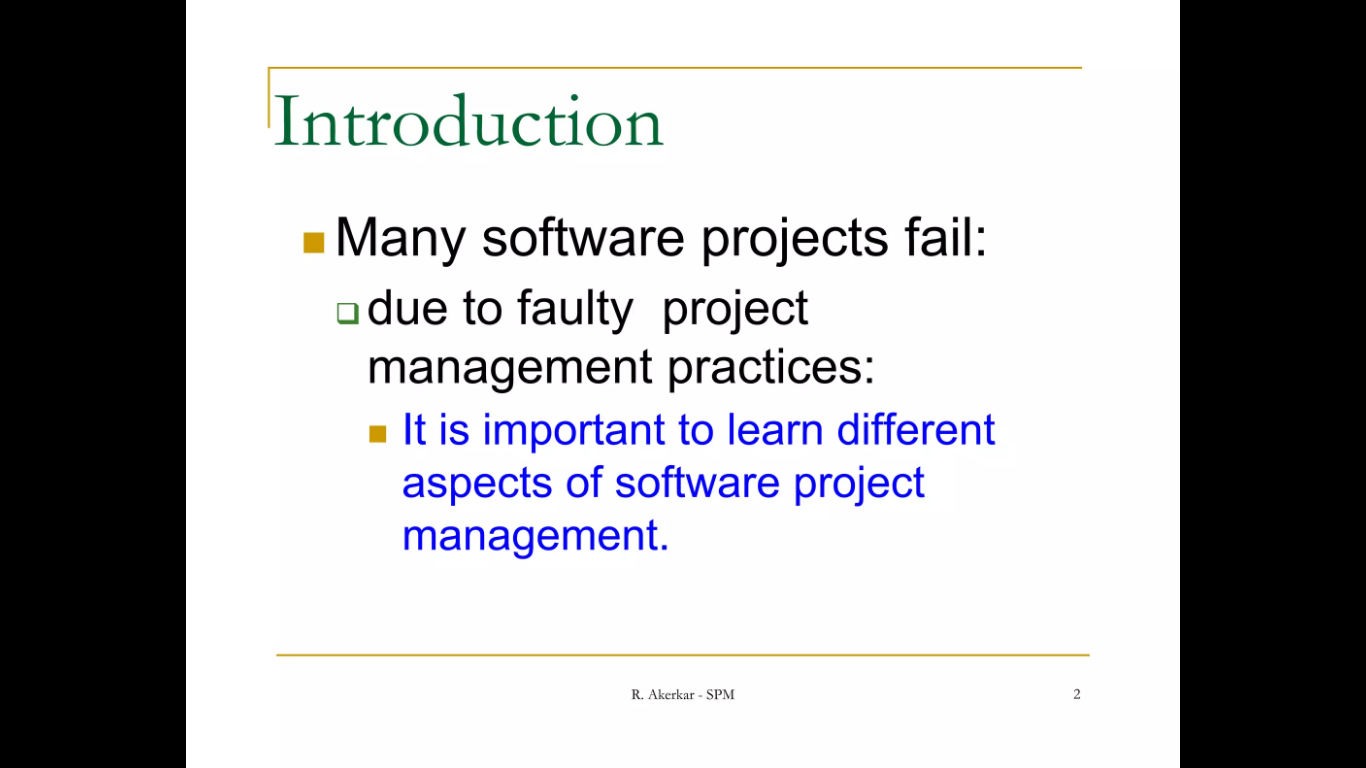 Introduction
Many software projects fail:
due to faulty  project
management practices:
It is important to learn different
aspects of software project
management.
R. Akerkar - SPM
2